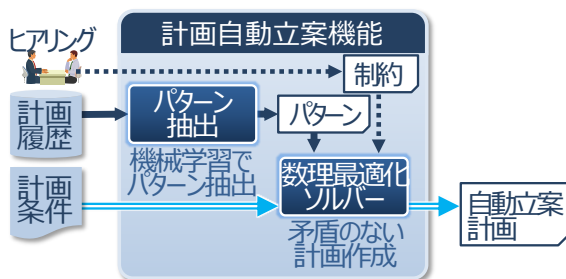 ヒアリング
計画自動立案機能
制約
計画
履歴
パターン
抽出
パターン
機械学習で
パターン抽出
計画
条件
数理最適化
ソルバー
自動立案
計画
矛盾のない
計画作成